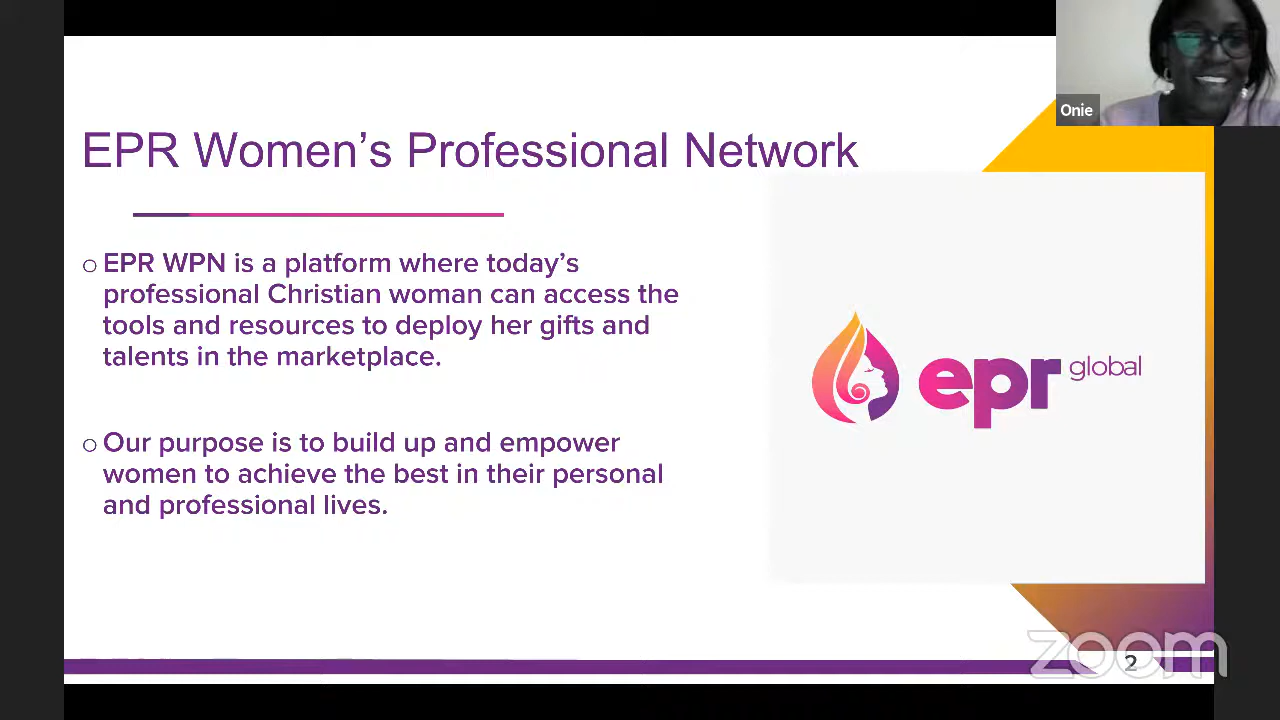 Onie
EPR Women's Professional Network
EPR WPN is a platform where today's
professional Christian woman can access the
tools and resources to deploy her gifts and
talents in the marketplace.
Our purpose is to build up and empower
women to achieve the best in their personal
and professional lives.
epr global
zoom
2